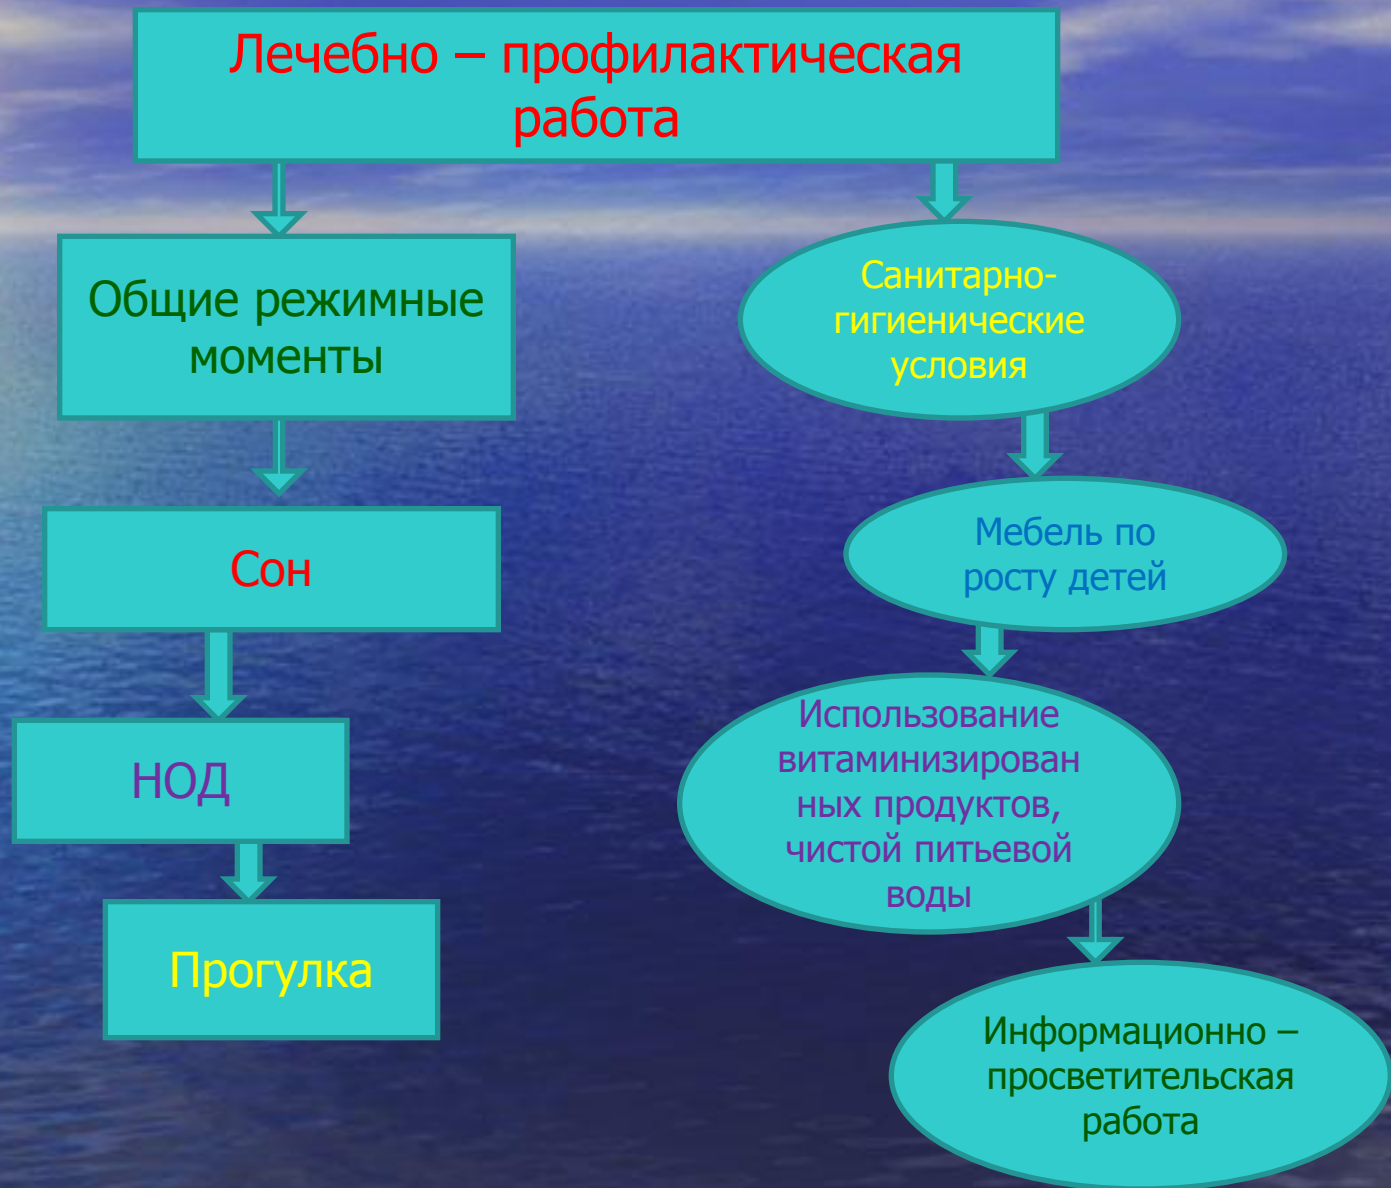 Лечебно – профилактическая
работа
Общие режимные
моменты
Сон
НОД
Прогулка
Санитарно-
гигиенические
условия
Мебель по
росту детей
Использование
витаминизирован
ных продуктов,
чистой питьевой
воды
Информационно –
просветительская
работа